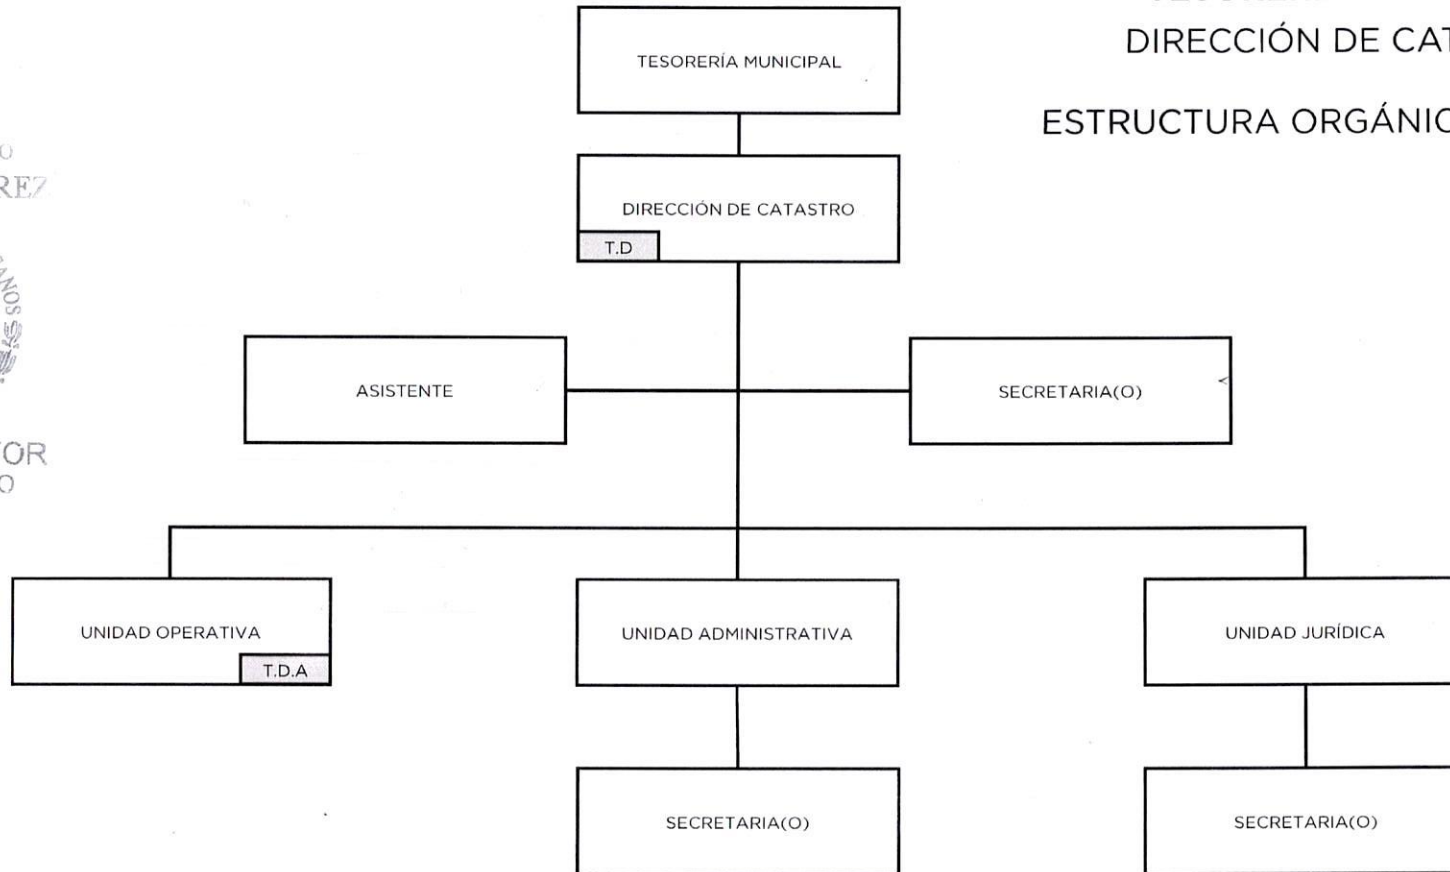 DIRECCIÓN DE CAT
ESTRUCTURA ORGÁNIC
TESORERÍA MUNICIPAL
DIRECCIÓN DE CATASTRO
T.D
ASISTENTE
SECRETARIA(O)
UNIDAD OPERATIVA
T.D.A
UNIDAD ADMINISTRATIVA
UNIDAD JURÍDICA
SECRETARIA(O)
SECRETARIA(O)
REZ
ANOS
OR
O